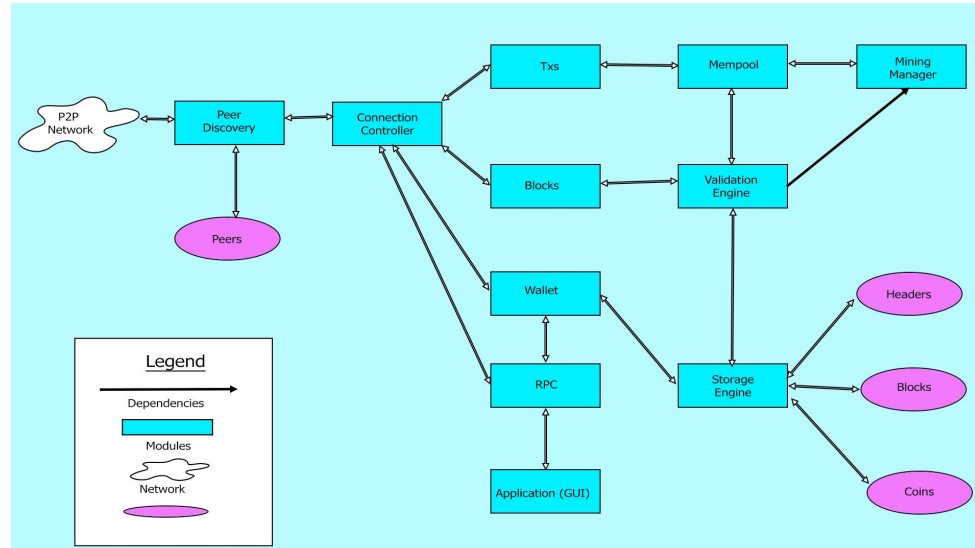 Txs
Mempool
Mining
Manager
P2P
Network
Peer
Discovery
Connection
Controller
Blocks
Validation
Engine
Peers
Wallet
Headers
Legend
Dependencies
Modules
Network
RPC
Storage
Engine
Blocks
Application (GUI)
Coins